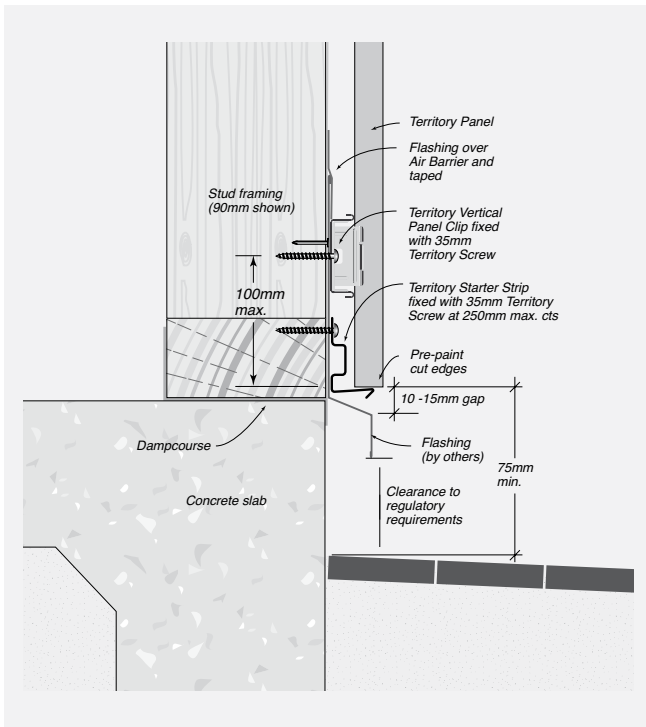 Territory Panel
Flashing over
Air Barrier and
taped
Stud framing
(90mm shown)
Territory Vertical
Panel Clip fixed
with 35mm
Territory Screw
100mm
max.
Territory Starter Strip
fixed with 35mm Territory
Screw at 250mm max. cts
Pre-paint
cut edges
10 -15mm gap
Dampcourse
Flashing
(by others)
75mm
min.
Concrete slab
Clearance to
regulatory
requirements